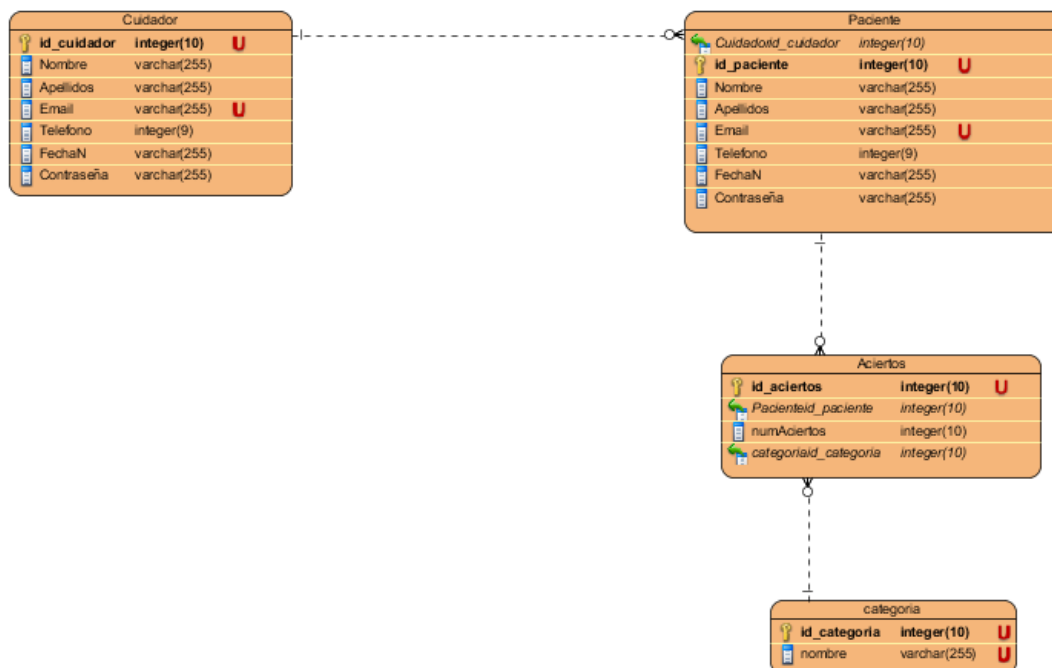 Cuidador
id_cuidador integer(10) U
Nombre varchar(255)
Apellidos varchar(255)
Email varchar(255) U
Telefono integer(9)
FechaN varchar(255)
Contraseña varchar(255)
Paciente
Cuidadorid_cuidador integer(10)
id_paciente integer(10) U
Nombre varchar(255)
Apellidos varchar(255)
Email varchar(255) U
Telefono integer(9)
FechaN varchar(255)
Contraseña varchar(255)
Aciertos
id_aciertos integer(10) U
Pacienteid_paciente integer(10)
numAciertos integer(10)
categoriaid_categoria integer(10)
categoria
id_categoria integer(10) U
nombre varchar(255) U